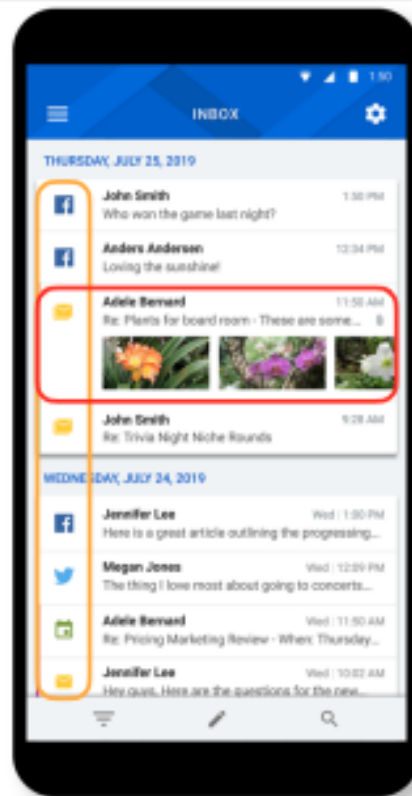 1:50
INBOX
THURSDAY, JULY 25, 2019
John Smith 1:50 PM
Who won the game last night?
Anders Andersen 12:34 PM
Loving the sunshine!
Adele Bernard 11:50 AM
Re: Plants for board room - These are some...
John Smith 9:28 AM
Re: Trivia Night Niche Rounds
WEDNESDAY, JULY 24, 2019
Jennifer Lee Wed | 1:00 PM
Here is a great article outlining the progressing...
Megan Jones Wed | 12:09 PM
The thing I love most about going to concerts...
Adele Bernard Wed | 11:50 AM
Re: Pricing Marketing Review - When: Thursday...
Jennifer Lee Wed | 10:02 AM
Hey guys, Here are the questions for the new...